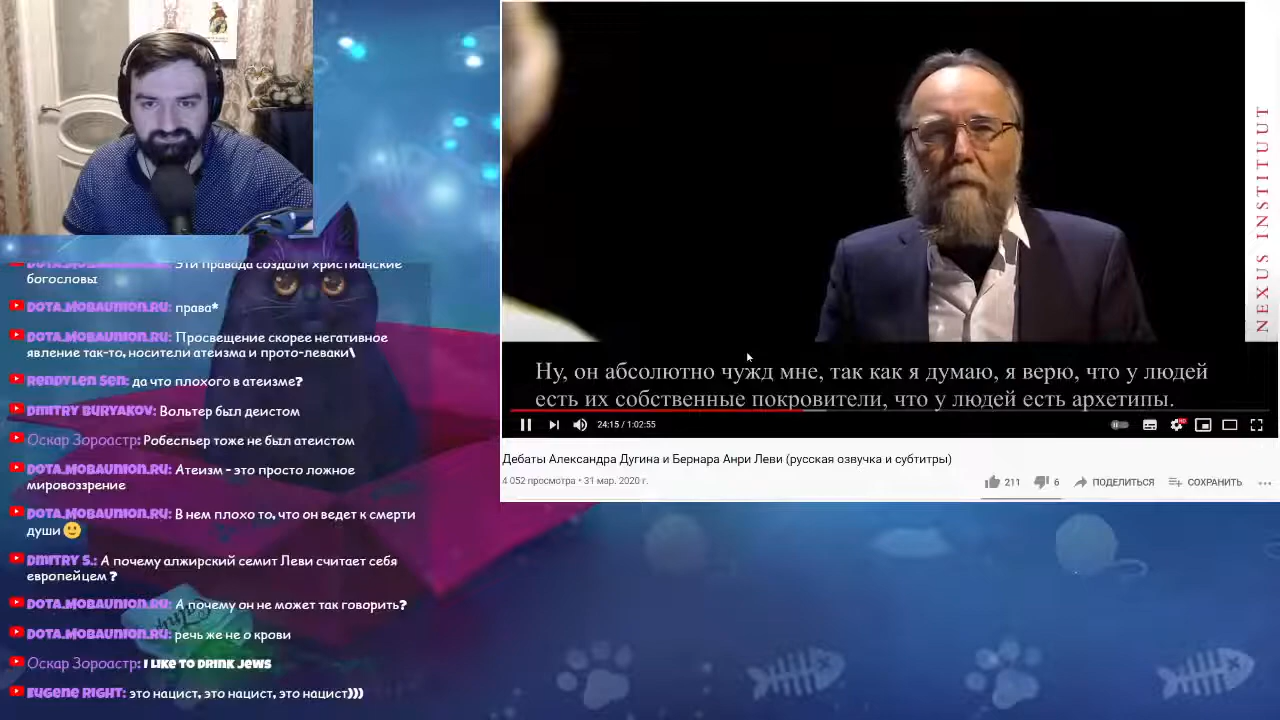 DOTA.MOBAUNION.RU: Эти правада создали христианские
богословы
DOTA.MOBAUNION.RU: права*
DOTA.MOBAUNION.RU: Просвещение скорее негативное
явление так-то, носители атеизма и прото-леваки\
RENDYLEN SEN: да что плохого в атеизме?
DMITRY BURYAKOV: Вольтер был деистом
Оскар Зороастр: Робеспьер тоже не был атеистом
DOTA.MOBAUNION.RU: Атеизм - это просто ложное
мировоззрение
DOTA.MOBAUNION.RU: В нем плохо то, что он ведет к смерти
души 🙂
DMITRY S.: А почему алжирский семит Леви считает себя
европейцем ?
DOTA.MOBAUNION.RU: А почему он не может так говорить?
DOTA.MOBAUNION.RU: речь же не о крови
Оскар Зороастр: I LIKE TO DRINK JEWS
EUGENE RIGHT: это нацист, это нацист, это нацист)))
NEXUS INSTITUUT
Ну, он абсолютно чужд мне, так как я думаю, я верю, что у людей
есть их собственные покровители, что у людей есть архетипы.
24:15 / 1:02:55
HD
Дебаты Александра Дугина и Бернара Анри Леви (русская озвучка и субтитры)
4 052 просмотра • 31 мар. 2020 г.
211 6 ПОДЕЛИТЬСЯ СОХРАНИТЬ